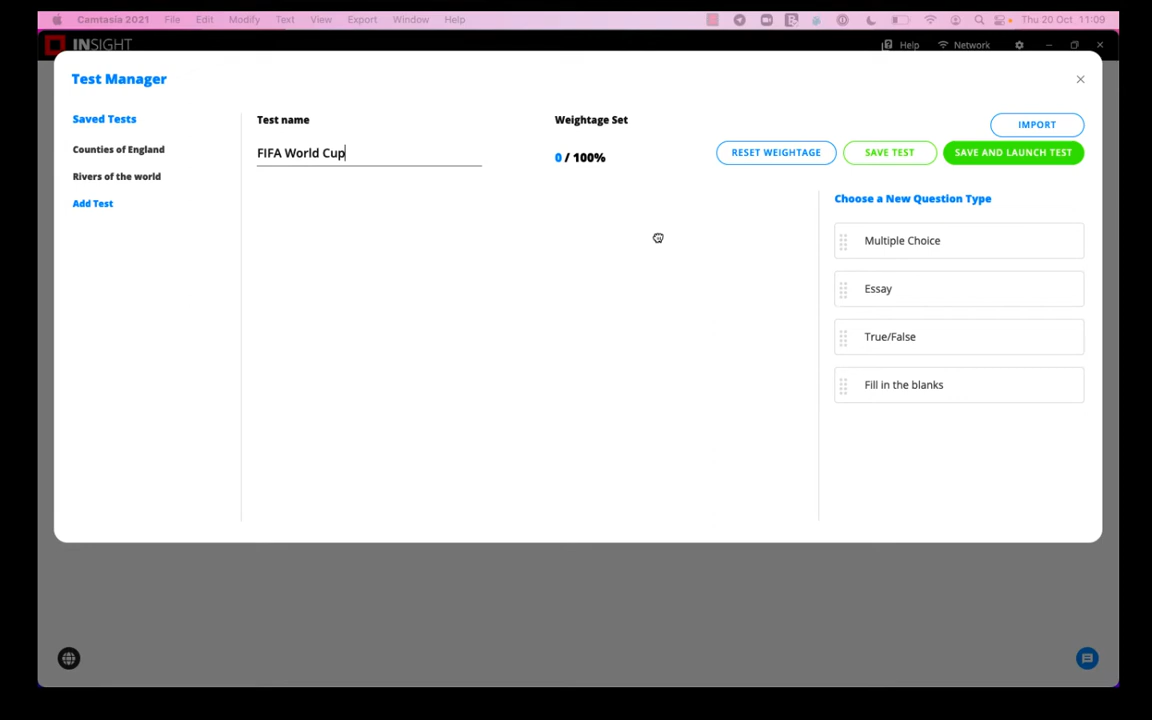 Camtasia 2021 File Edit Modify Text View Export Window Help Thu 20 Oct 11:09
INSIGHT Help Network
Test Manager
Saved Tests
Counties of England
Rivers of the world
Add Test
Test name
FIFA World Cup
Weightage Set
0 / 100%
IMPORT
RESET WEIGHTAGE SAVE TEST SAVE AND LAUNCH TEST
Choose a New Question Type
Multiple Choice
Essay
True/False
Fill in the blanks